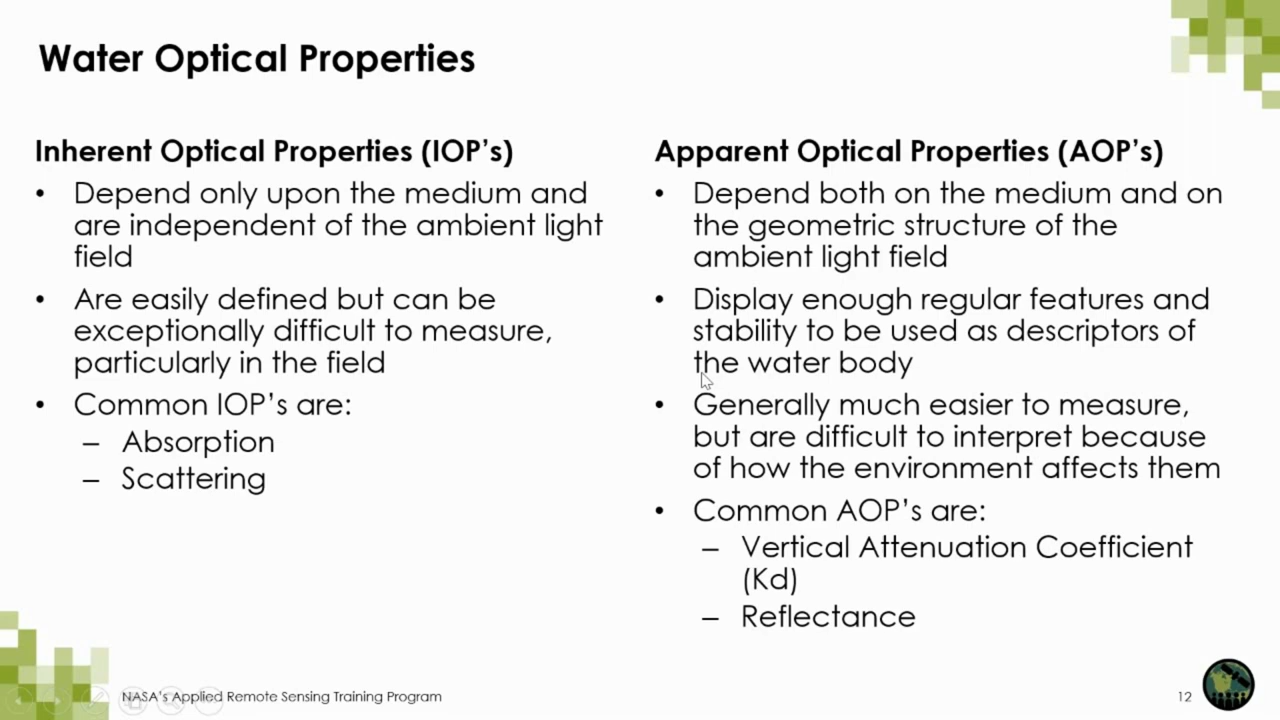 Water Optical Properties
Inherent Optical Properties (IOP's)
• Depend only upon the medium and
are independent of the ambient light
field
• Are easily defined but can be
exceptionally difficult to measure,
particularly in the field
• Common IOP's are:
– Absorption
– Scattering
Apparent Optical Properties (AOP's)
• Depend both on the medium and on
the geometric structure of the
ambient light field
• Display enough regular features and
stability to be used as descriptors of
the water body
• Generally much easier to measure,
but are difficult to interpret because
of how the environment affects them
• Common AOP's are:
– Vertical Attenuation Coefficient
(Kd)
– Reflectance
NASA's Applied Remote Sensing Training Program
12